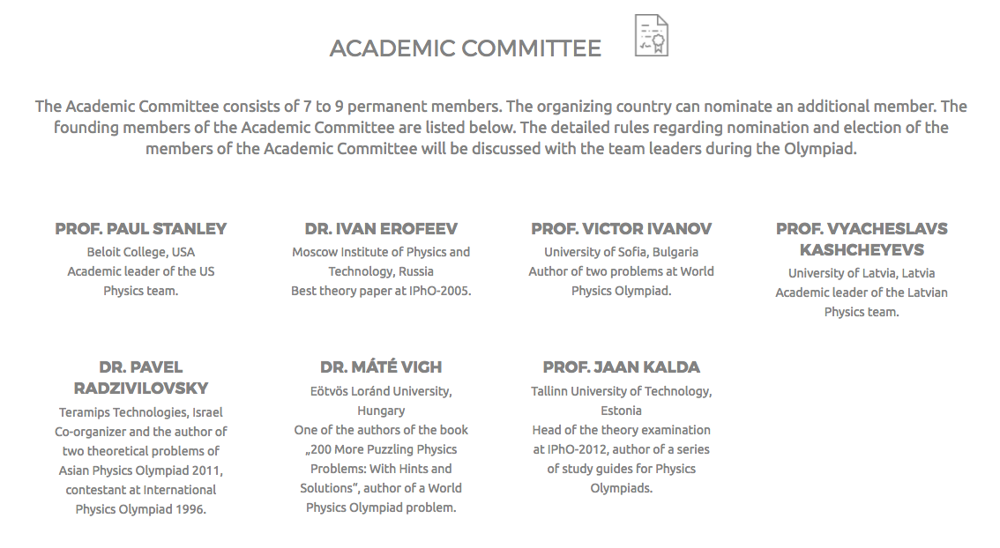 ACADEMIC COMMITTEE
The Academic Committee consists of 7 to 9 permanent members. The organizing country can nominate an additional member. The
founding members of the Academic Committee are listed below. The detailed rules regarding nomination and election of the
members of the Academic Committee will be discussed with the team leaders during the Olympiad.
PROF. PAUL STANLEY
Beloit College, USA
Academic leader of the US
Physics team.
DR. IVAN EROFEEV
Moscow Institute of Physics and
Technology, Russia
Best theory paper at IPhO-2005.
PROF. VICTOR IVANOV
University of Sofia, Bulgaria
Author of two problems at World
Physics Olympiad.
PROF. VYACHESLAVS
KASHCHEYEVS
University of Latvia, Latvia
Academic leader of the Latvian
Physics team.
DR. PAVEL
RADZIVILOVSKY
Teramips Technologies, Israel
Co-organizer and the author of
two theoretical problems of
Asian Physics Olympiad 2011,
contestant at International
Physics Olympiad 1996.
DR. MÁTÉ VIGH
Eötvös Loránd University,
Hungary
One of the authors of the book
„200 More Puzzling Physics
Problems: With Hints and
Solutions“, author of a World
Physics Olympiad problem.
PROF. JAAN KALDA
Tallinn University of Technology,
Estonia
Head of the theory examination
at IPhO-2012, author of a series
of study guides for Physics
Olympiads.